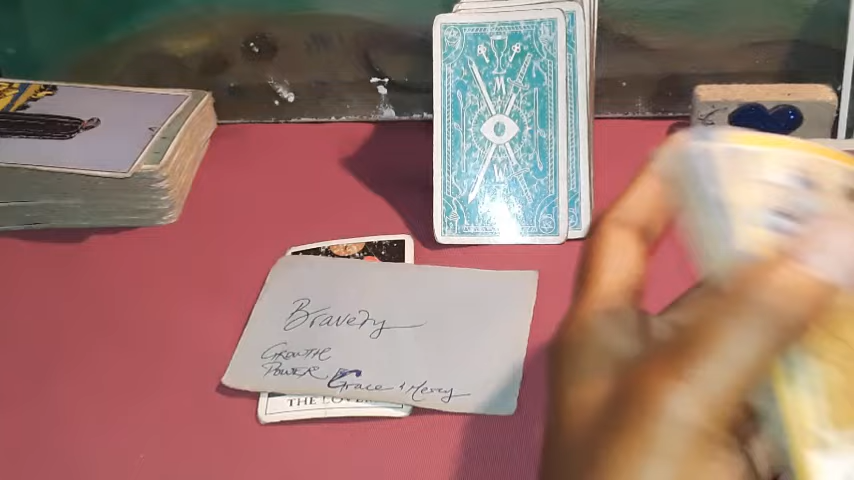 Bravery
GROWTH
POWER
Grace & Mercy
THE LOVERS